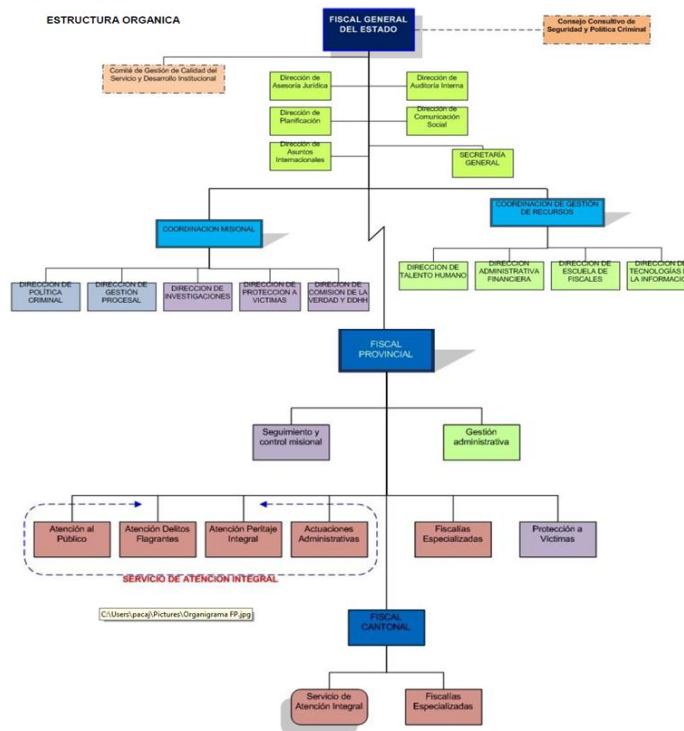 ESTRUCTURA ORGANICA
FISCAL GENERAL
DEL ESTADO
Consejo Consultivo de
Seguridad y Política Criminal
Comité de Gestión de Calidad del
Servicio y Desarrollo Institucional
Dirección de
Asesoría Jurídica
Dirección de
Auditoría Interna
Dirección de
Planificación
Dirección de
Comunicación
Social
Dirección de
Asuntos
Internacionales
SECRETARÍA
GENERAL
COORDINACION MISIONAL
COORDINACION DE GESTIÓN
DE RECURSOS
DIRECCION DE
POLÍTICA
CRIMINAL
DIRECCION DE
GESTIÓN
PROCESAL
DIRECCION DE
INVESTIGACIONES
DIRECCION DE
PROTECCION A
VICTIMAS
DIRECCION DE
COMISION DE LA
VERDAD Y DDHH
DIRECCION DE
TALENTO HUMANO
DIRECCION
ADMINISTRATIVA
FINANCIERA
DIRECCION DE
ESCUELA DE
FISCALES
DIRECCION DE
TECNOLOGÍAS D
LA INFORMACIO
FISCAL
PROVINCIAL
Seguimiento y
control misional
Gestión
administrativa
Atención al
Público
Atención Delitos
Flagrantes
Atención Peritaje
Integral
Actuaciones
Administrativas
Fiscalías
Especializadas
Protección a
Víctimas
SERVICIO DE ATENCION INTEGRAL
C:\Users\pacaj\Pictures\Organigrama FP.jpg
FISCAL
CANTONAL
Servicio de
Atención Integral
Fiscalías
Especializadas